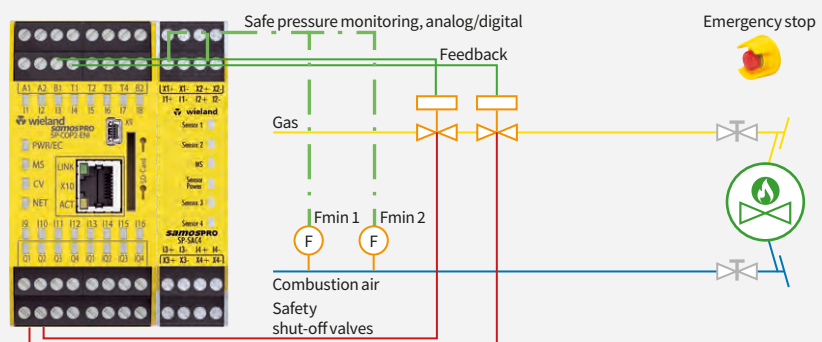 Safe pressure monitoring, analog/digital
Emergency stop
Feedback
A1 A2 B1 T1 T2 T3 T4 B2
X1+ X1- X2+ X2-
I1 I2 I3 I4 I5 I6 I7 I8
I1+ I1- I2+ I2-
wieland
samosPRO
SP-COP2-ENI
X9
wieland
Sensor 1
Gas
PWR/EC
Sensor 2
MS
LINK
MS
CV
X10
Sensor Power
SD-Card
NET
ACT
Sensor 3
Sensor 4
Fmin 1
Fmin 2
I9 I10 I11 I12 I13 I14 I15 I16
samosPRO
SP-SAC4
F
F
Q1 Q2 Q3 Q4 IQ1 IQ2 IQ3 IQ4
I3+ I3- I4+ I4-
X3+ X3- X4+ X4-
Combustion air
Safety
shut-off valves